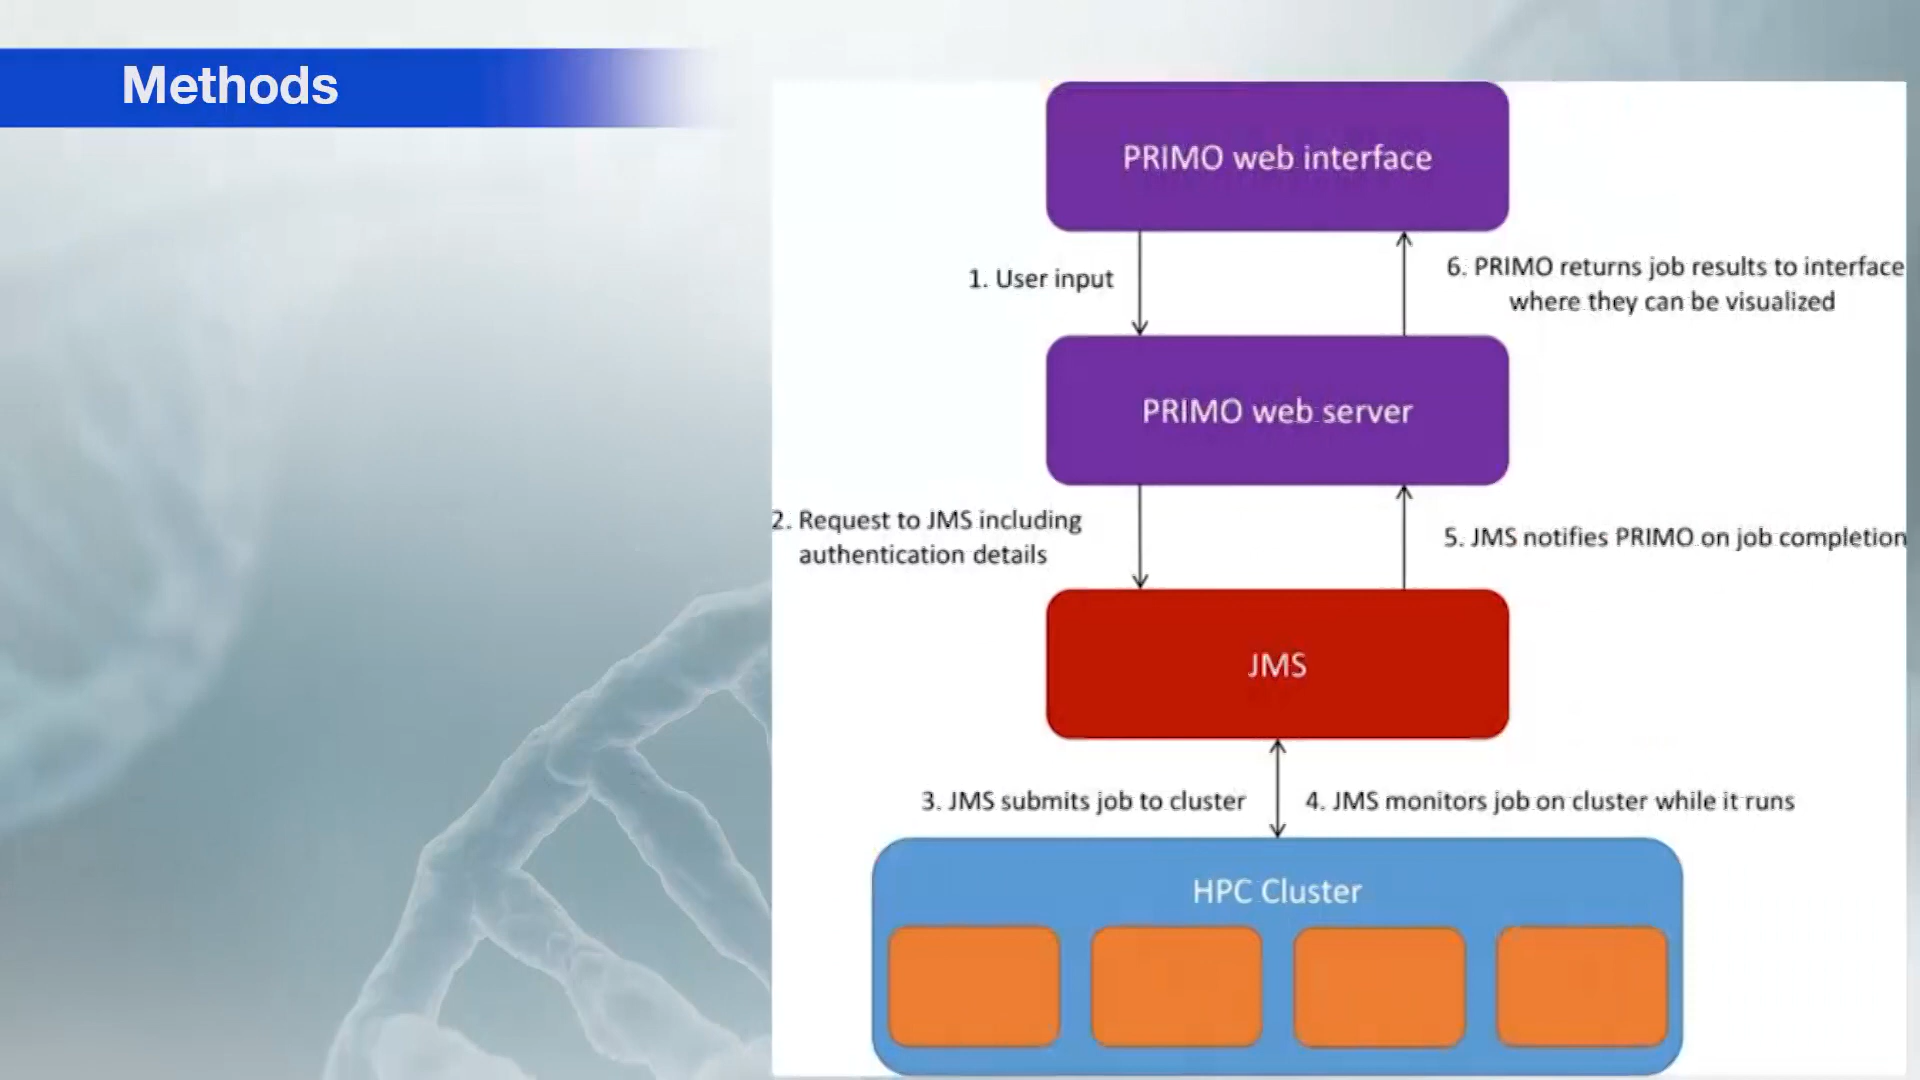 Methods
PRIMO web interface
1. User input
6. PRIMO returns job results to interface
where they can be visualized
PRIMO web server
2. Request to JMS including
authentication details
5. JMS notifies PRIMO on job completion
JMS
3. JMS submits job to cluster
4. JMS monitors job on cluster while it runs
HPC Cluster